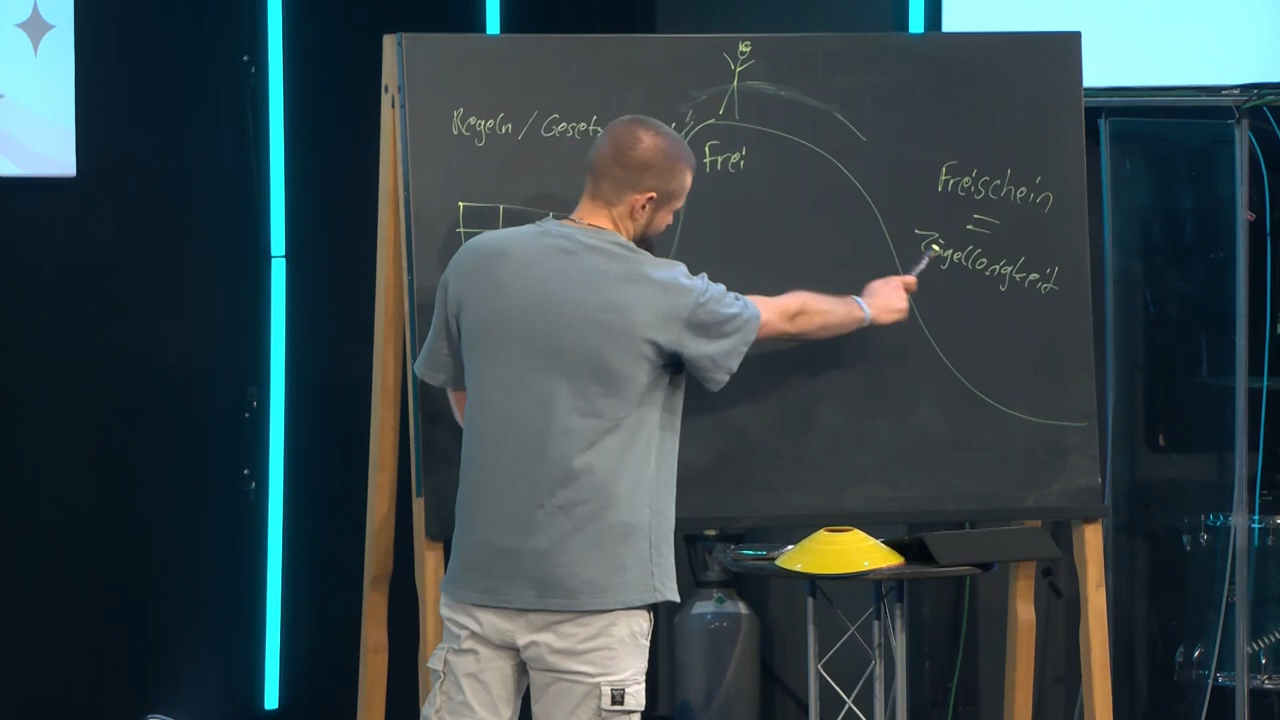 Regeln / Gesetz
Frei
Freischein
=
Zügellosigkeit